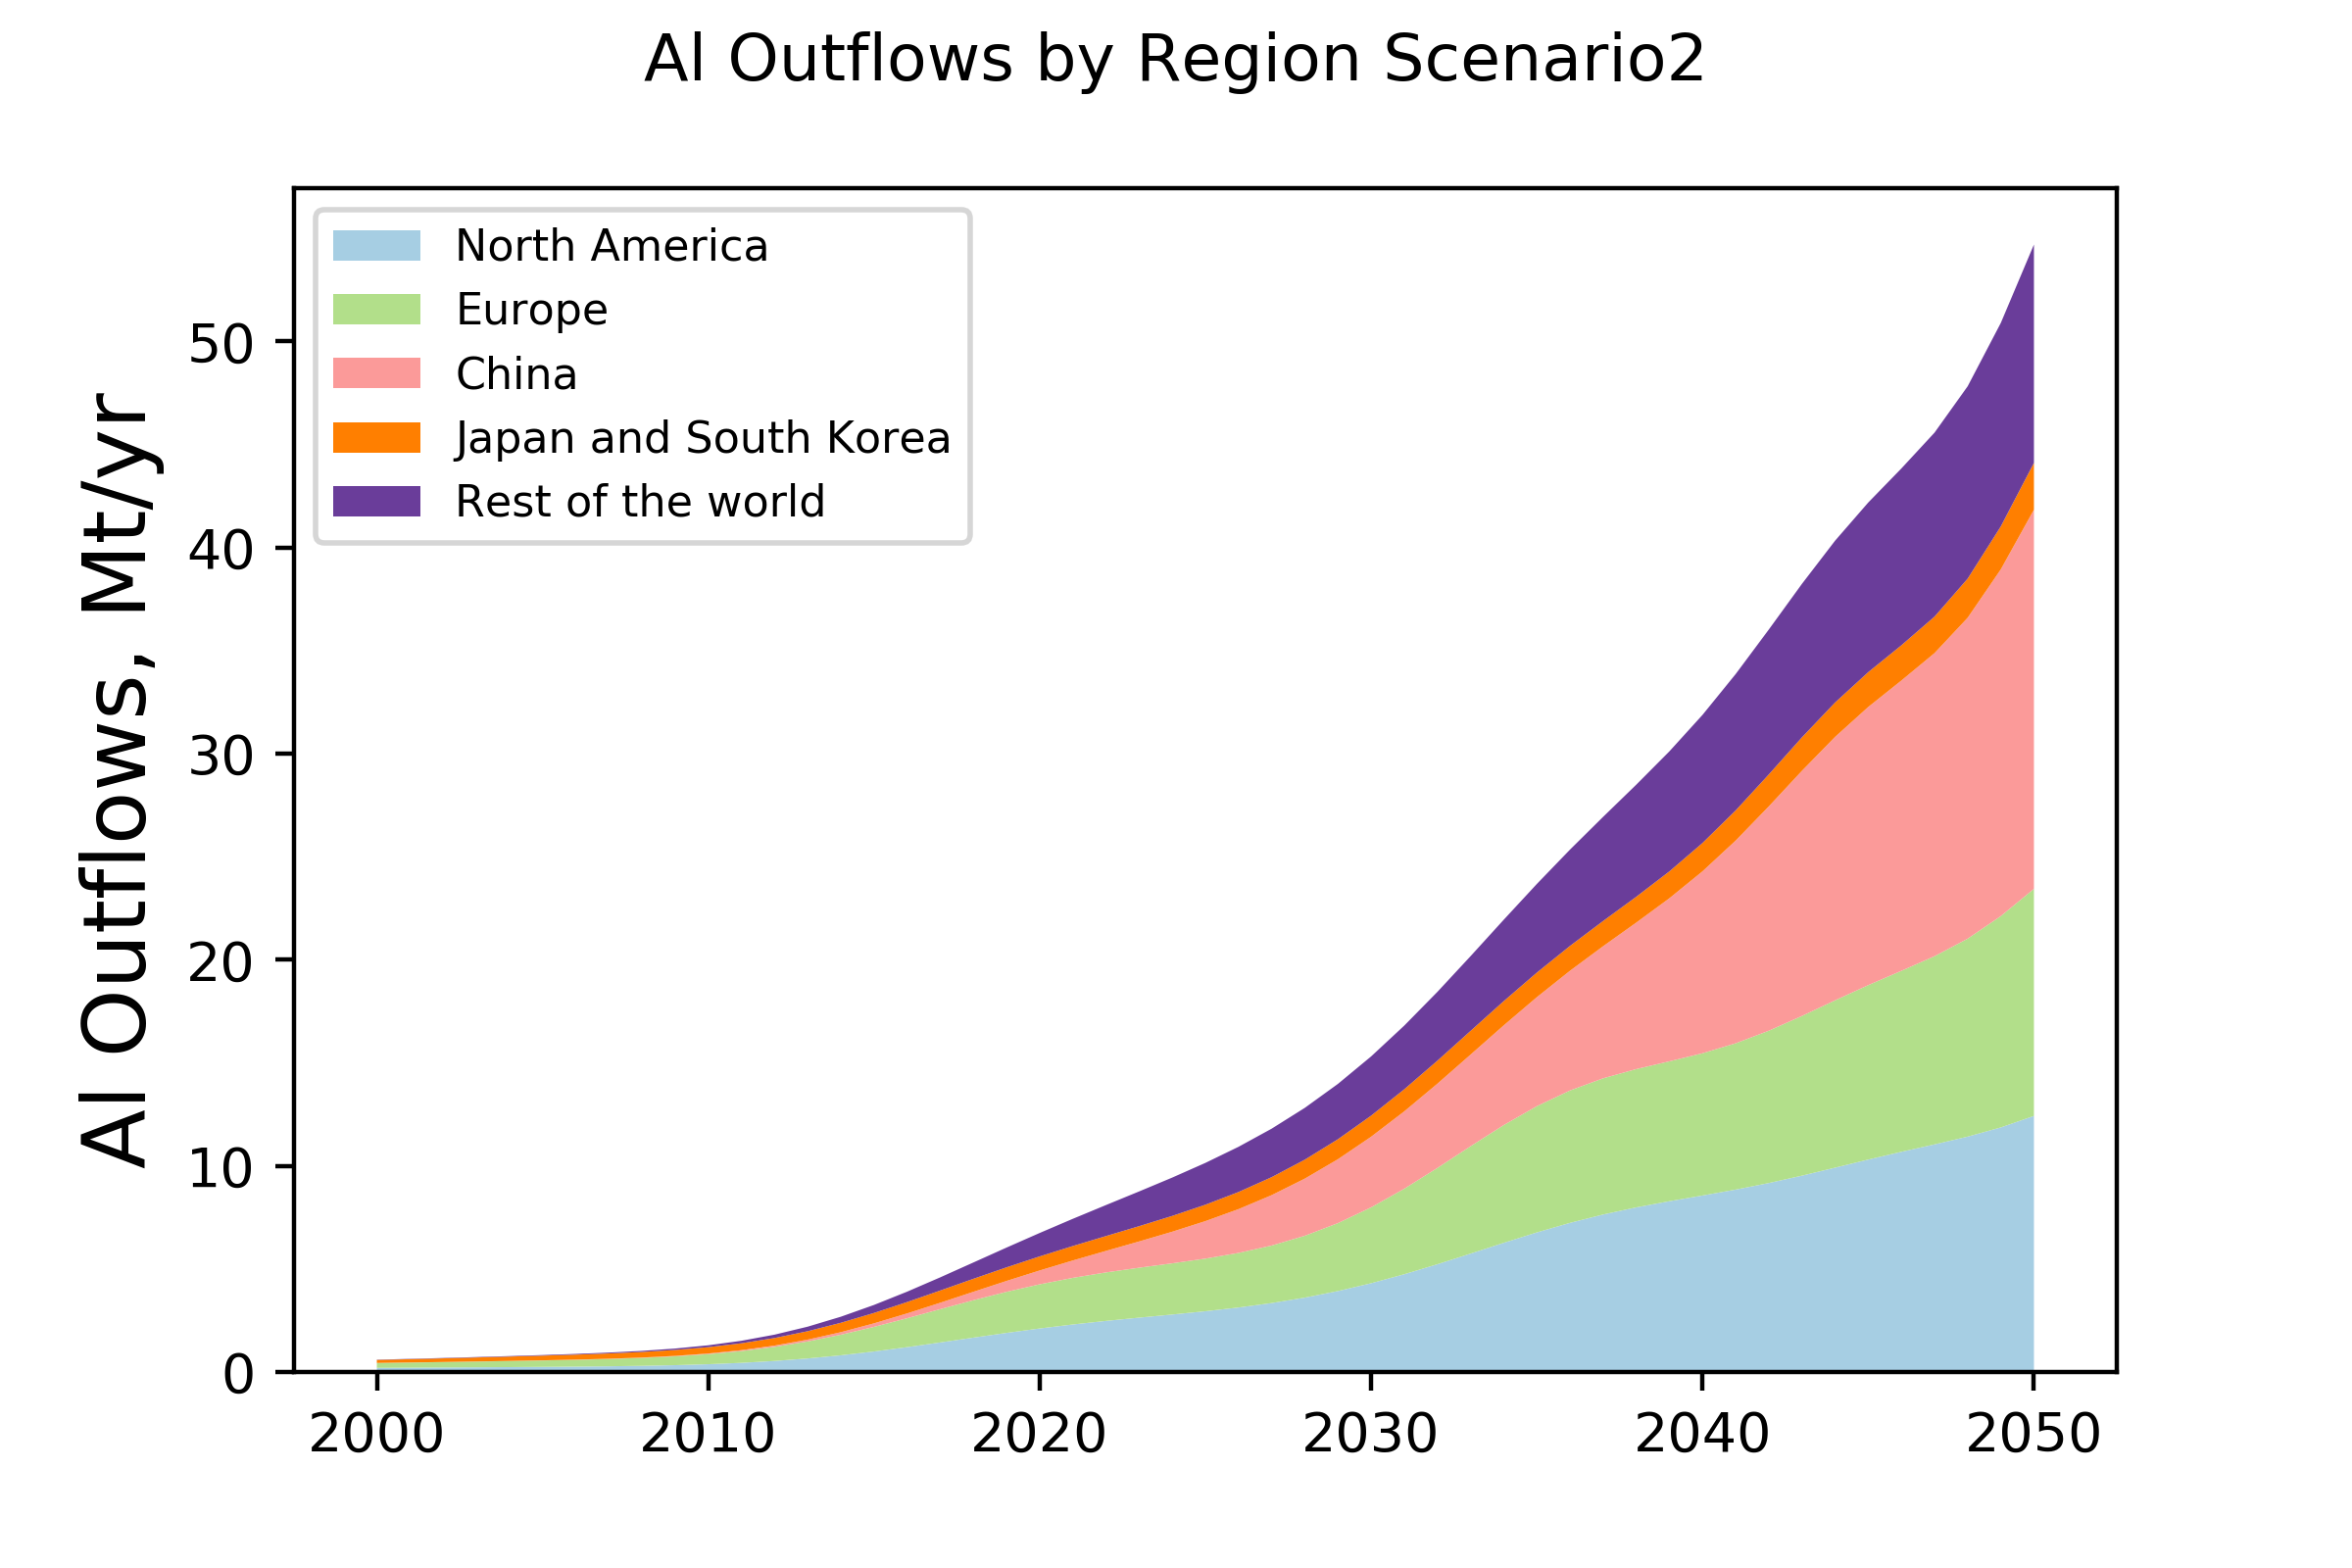 Al Outflows by Region Scenario2
North America
Europe
China
Japan and South Korea
Rest of the world
Al Outflows, Mt/yr
50
40
30
20
10
0
2000 2010 2020 2030 2040 2050